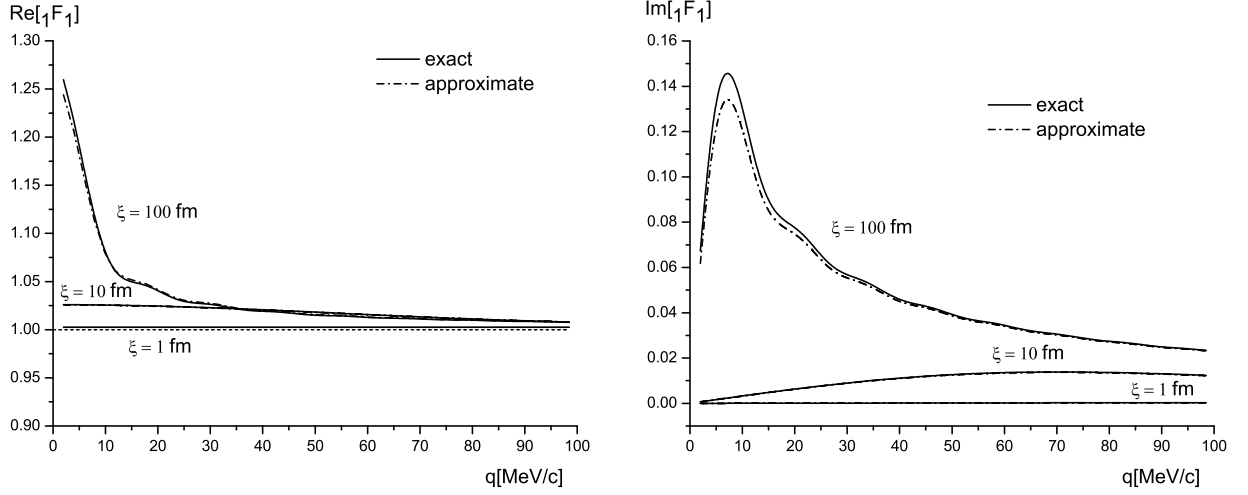 Re[₁F₁]
1.30
1.25
1.20
1.15
1.10
1.05
1.00
0.95
0.90
exact
approximate
ξ = 100 fm
ξ = 10 fm
ξ = 1 fm
0 10 20 30 40 50 60 70 80 90 100
q[MeV/c]
Im[₁F₁]
0.16
0.14
0.12
0.10
0.08
0.06
0.04
0.02
0.00
exact
approximate
ξ = 100 fm
ξ = 10 fm
ξ = 1 fm
0 10 20 30 40 50 60 70 80 90 100
q[MeV/c]